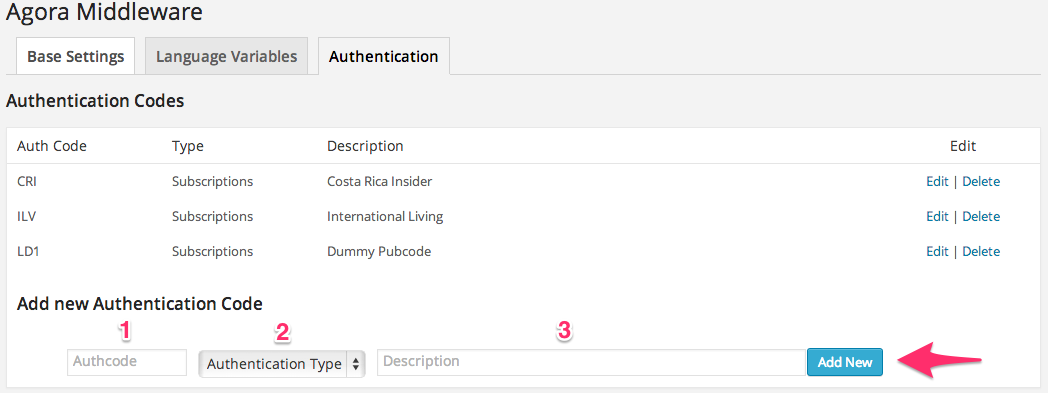 Agora Middleware
Base Settings Language Variables Authentication
Authentication Codes
Auth Code Type Description Edit
CRI Subscriptions Costa Rica Insider Edit | Delete
ILV Subscriptions International Living Edit | Delete
LD1 Subscriptions Dummy Pubcode Edit | Delete
Add new Authentication Code
1 2 3
Authcode Authentication Type Description Add New